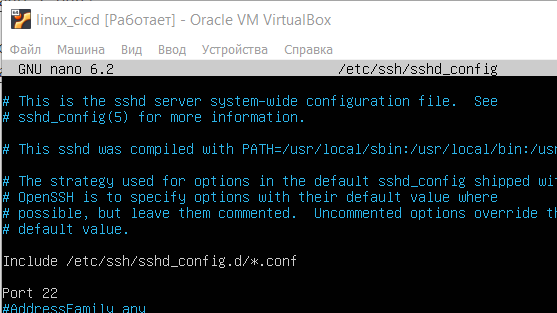 linux_cicd [Работает] - Oracle VM VirtualBox
Файл Машина Вид Ввод Устройства Справка
GNU nano 6.2 /etc/ssh/sshd_config
# This is the sshd server system-wide configuration file.  See
# sshd_config(5) for more information.
# This sshd was compiled with PATH=/usr/local/sbin:/usr/local/bin:/usr
# The strategy used for options in the default sshd_config shipped wi
# OpenSSH is to specify options with their default value where
# possible, but leave them commented.  Uncommented options override th
# default value.
Include /etc/ssh/sshd_config.d/*.conf
Port 22
#AddressFamily any